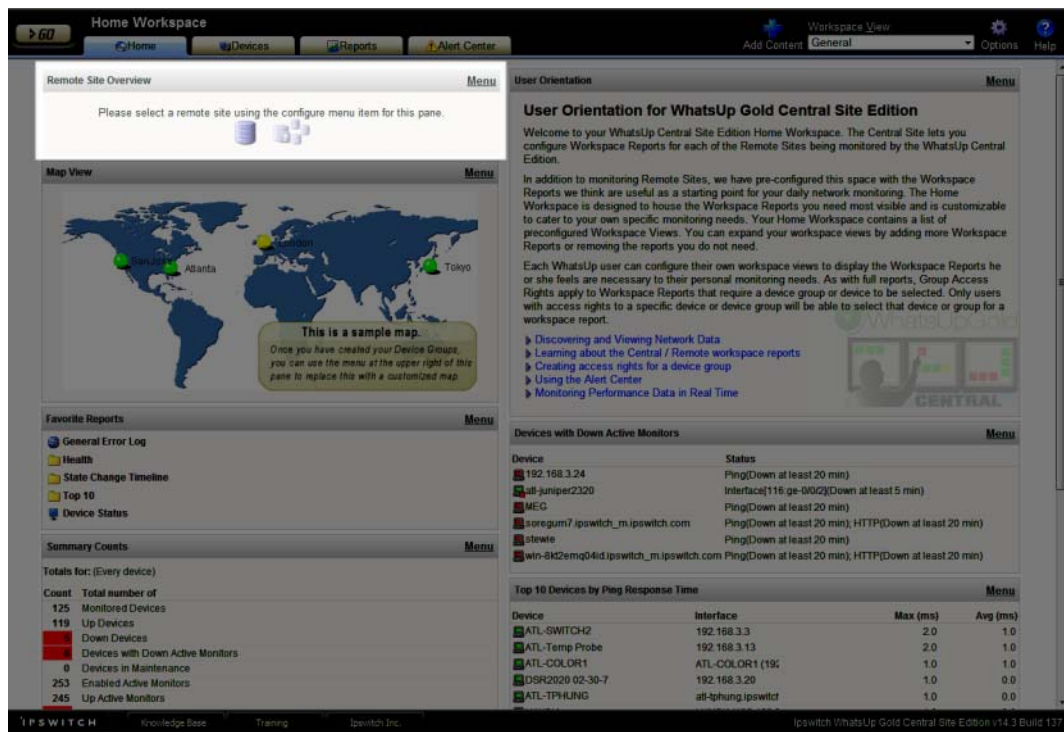 GO
Home Workspace
Home
Devices
Reports
Alert Center
Add Content
Workspace View
General
Options
Help
Remote Site Overview
Menu
Please select a remote site using the configure menu item for this pane.
Map View
Menu
San Jose
Atlanta
London
Tokyo
This is a sample map.
Once you have created your Device Groups,
you can use the menu at the upper right of this
pane to replace this with a customized map.
Favorite Reports
Menu
General Error Log
Health
State Change Timeline
Top 10
Device Status
Summary Counts
Menu
Totals for: (Every device)
Count Total number of
125 Monitored Devices
119 Up Devices
Down Devices
Devices with Down Active Monitors
0 Devices in Maintenance
253 Enabled Active Monitors
245 Up Active Monitors
User Orientation
Menu
User Orientation for WhatsUp Gold Central Site Edition
Welcome to your WhatsUp Central Site Edition Home Workspace. The Central Site lets you
configure Workspace Reports for each of the Remote Sites being monitored by the WhatsUp Central
Edition.
In addition to monitoring Remote Sites, we have pre-configured this space with the Workspace
Reports we think are useful as a starting point for your daily network monitoring. The Home
Workspace is designed to house the Workspace Reports you need most visible and is customizable
to cater to your own specific monitoring needs. Your Home Workspace contains a list of
preconfigured Workspace Views. You can expand your workspace views by adding more Workspace
Reports or removing the reports you do not need.
Each WhatsUp user can configure their own workspace views to display the Workspace Reports he
or she feels are necessary to their personal monitoring needs. As with full reports, Group Access
Rights apply to Workspace Reports that require a device group or device to be selected. Only users
with access rights to a specific device or device group will be able to select that device or group for a
workspace report.
Discovering and Viewing Network Data
Learning about the Central / Remote workspace reports
Creating access rights for a device group
Using the Alert Center
Monitoring Performance Data in Real Time
WhatsUpGold
CENTRAL
Devices with Down Active Monitors
Menu
Device Status
192.168.3.24 Ping(Down at least 20 min)
atl-juniper2320 Interface[116:ge-0/0/2](Down at least 5 min)
MEG Ping(Down at least 20 min)
soregum7.ipswitch_m.ipswitch.com Ping(Down at least 20 min); HTTP(Down at least 20 min)
stewie Ping(Down at least 20 min)
win-8kt2emq04id.ipswitch_m.ipswitch.com Ping(Down at least 20 min); HTTP(Down at least 20 min)
Top 10 Devices by Ping Response Time
Menu
Device Interface Max (ms) Avg (ms)
ATL-SWITCH2 192.168.3.3 2.0 1.0
ATL-Temp Probe 192.168.3.13 2.0 1.0
ATL-COLOR1 ATL-COLOR1 (192 1.0 1.0
DSR2020 02-30-7 192.168.3.20 1.0 0.0
ATL-TPHUNG atl-tphung.ipswitcl 1.0 0.0
IPSWITCH
Knowledge Base
Training
Ipswitch Inc.
Ipswitch WhatsUp Gold Central Site Edition v14.3 Build 137